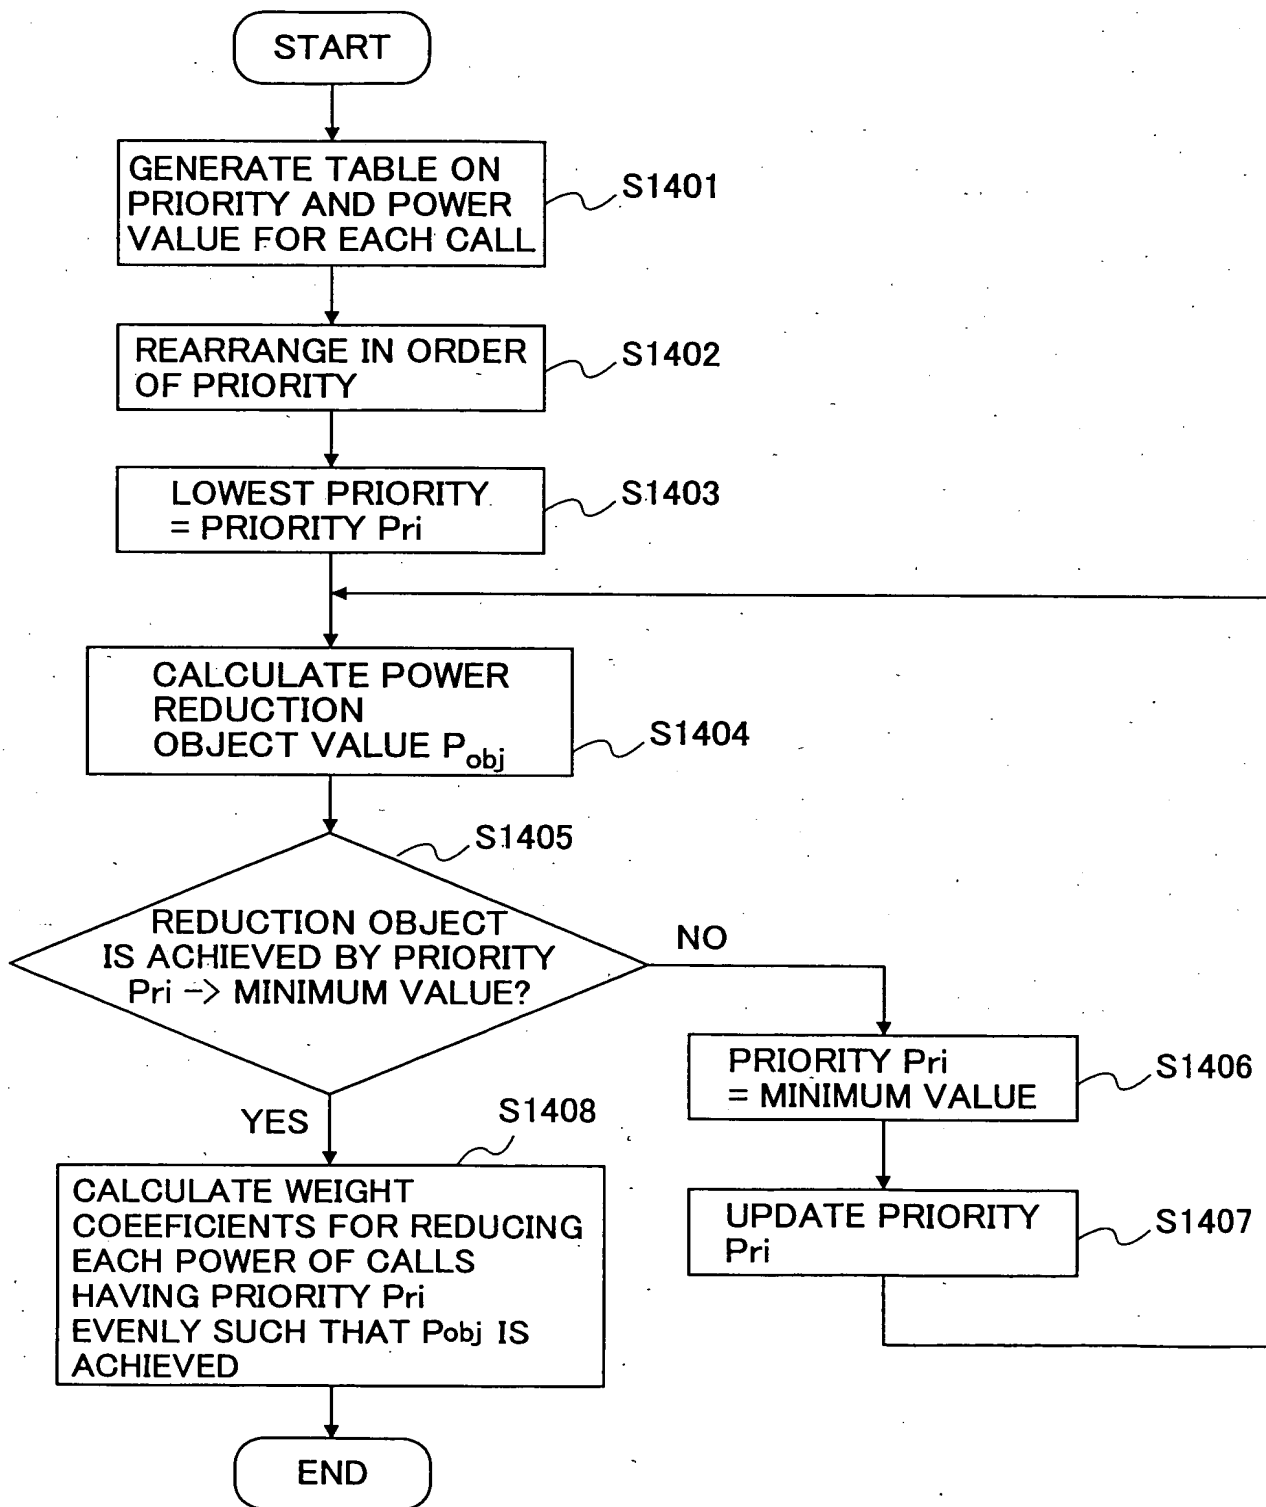 START
GENERATE TABLE ON
PRIORITY AND POWER
VALUE FOR EACH CALL
S1401
REARRANGE IN ORDER
OF PRIORITY
S1402
LOWEST PRIORITY
= PRIORITY Pri
S1403
CALCULATE POWER
REDUCTION
OBJECT VALUE Pobj
S1404
S1405
REDUCTION OBJECT
IS ACHIEVED BY PRIORITY
Pri -> MINIMUM VALUE?
NO
PRIORITY Pri
= MINIMUM VALUE
S1406
UPDATE PRIORITY
Pri
S1407
YES
S1408
CALCULATE WEIGHT
COEEFICIENTS FOR REDUCING
EACH POWER OF CALLS
HAVING PRIORITY Pri
EVENLY SUCH THAT Pobj IS
ACHIEVED
END